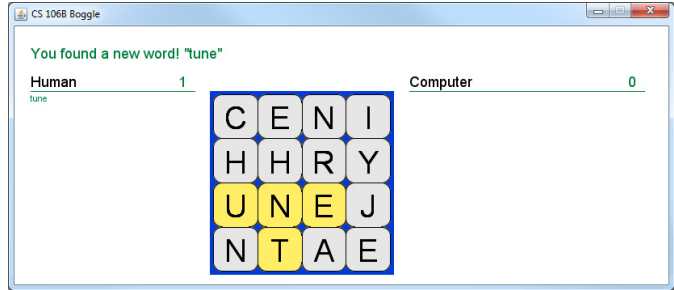 CS 106B Boggle
You found a new word! "tune"
Human 1 Computer 0
tune
C E N I
H H R Y
U N E J
N T A E